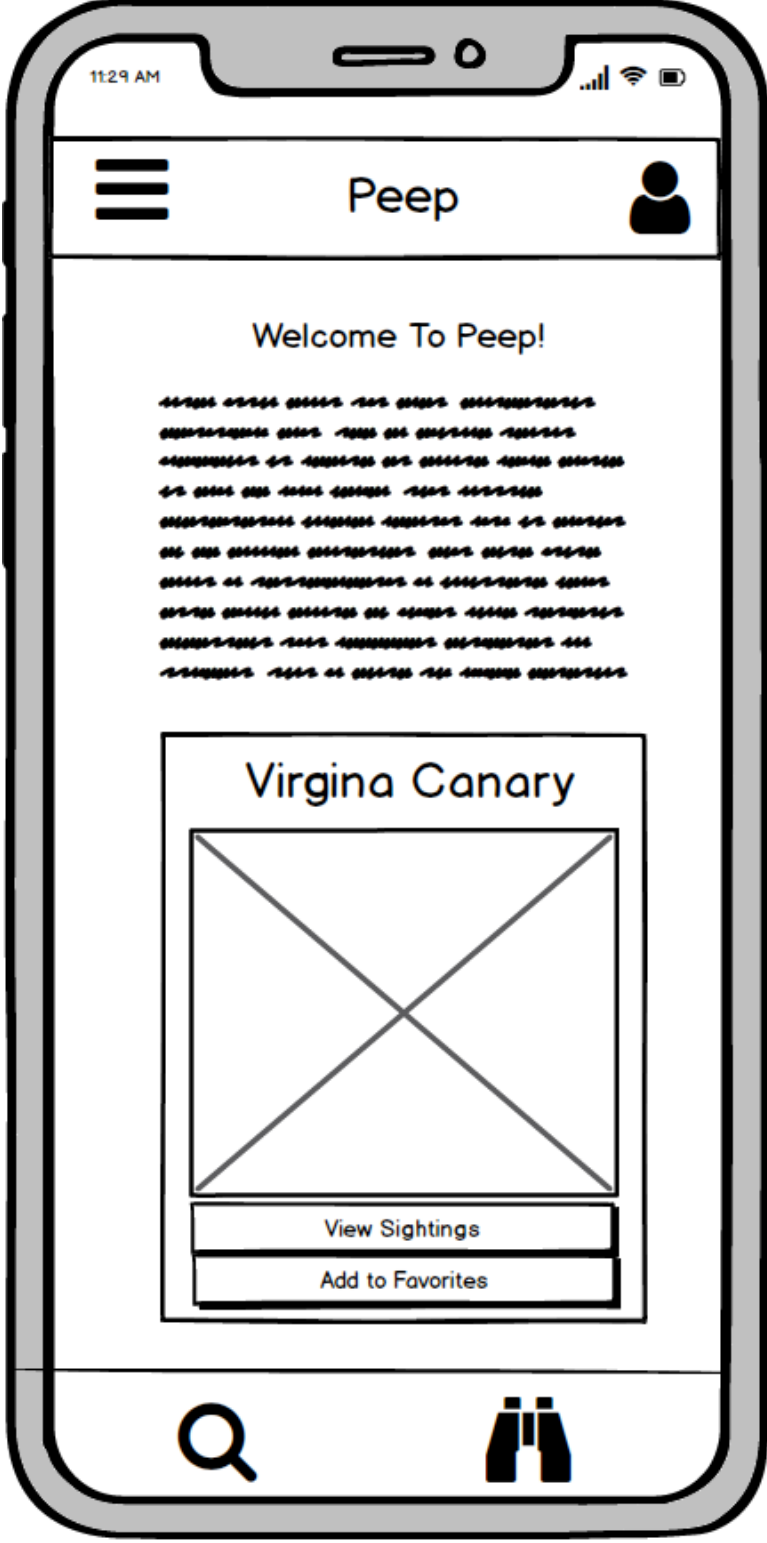 11:29 AM
Peep
Welcome To Peep!
Virgina Canary
View Sightings
Add to Favorites